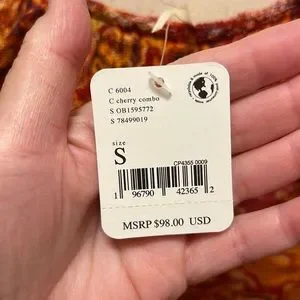 C 6004
C cherry combo
S OB1595772
S 78499019
size
S
CP4365 0009
1 96790 42365 2
MSRP $98.00 USD